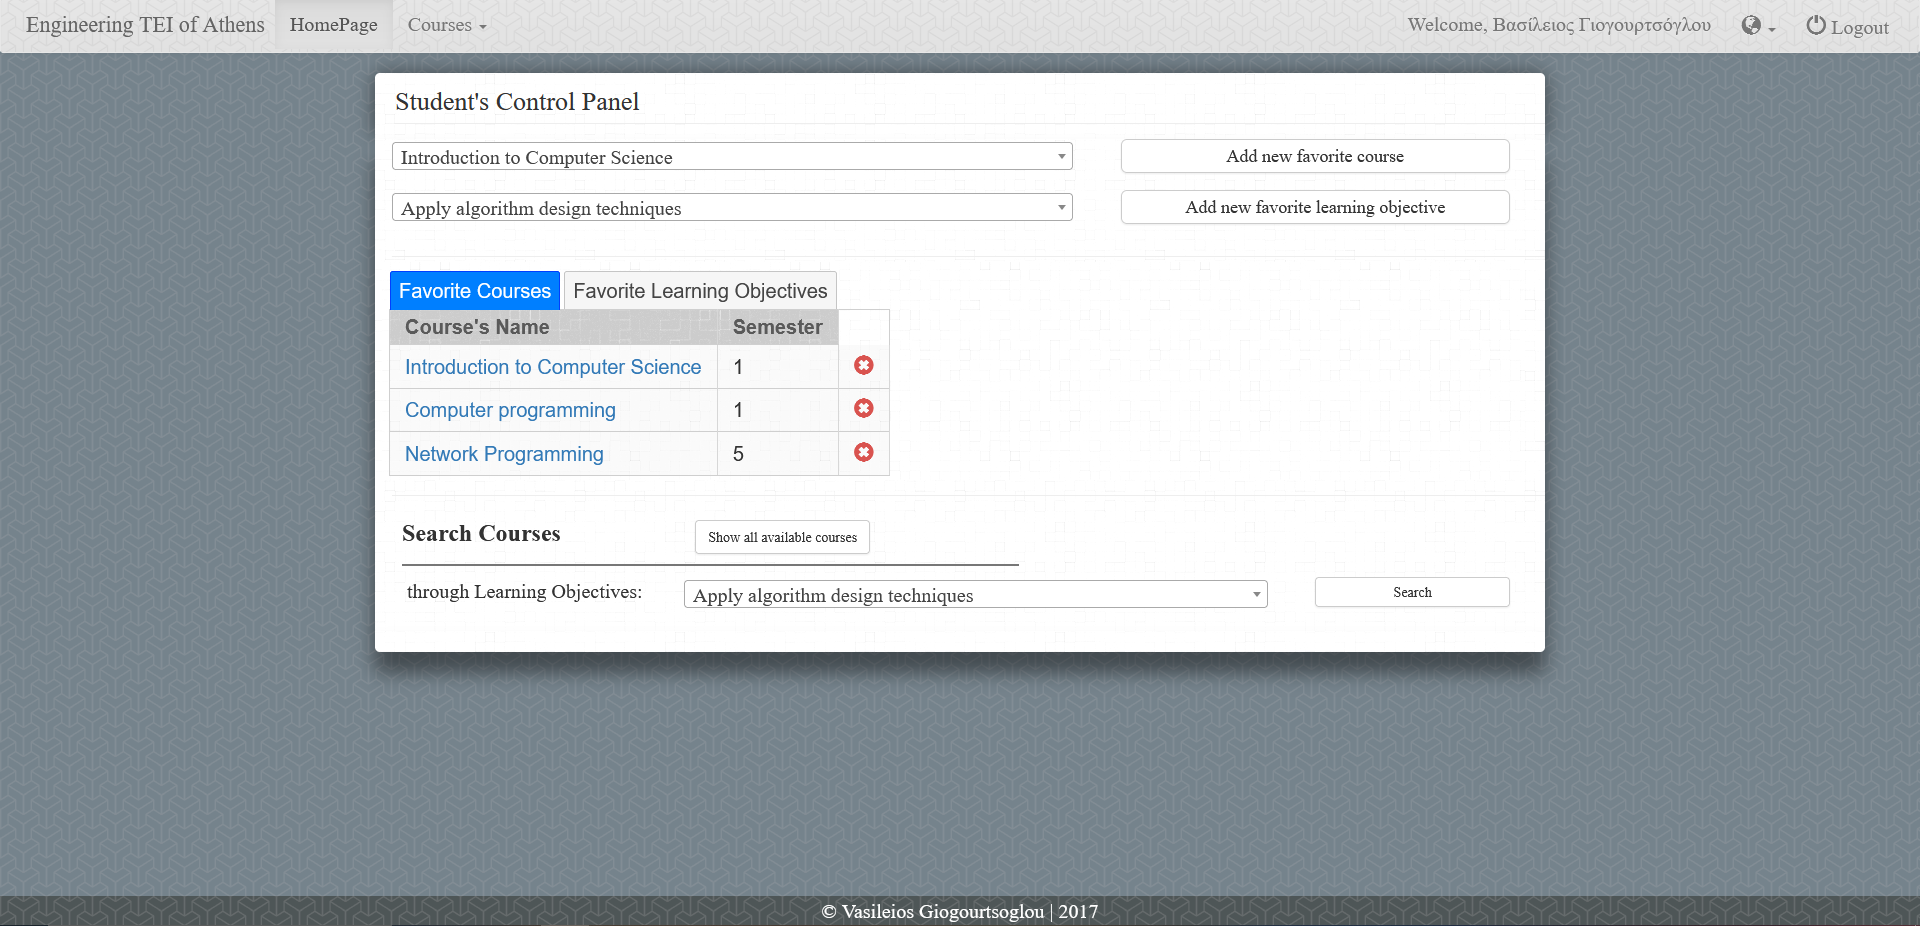 Engineering TEI of Athens HomePage Courses Welcome, Βασίλειος Γιογουρτσόγλου Logout
Student's Control Panel
Introduction to Computer Science Add new favorite course
Apply algorithm design techniques Add new favorite learning objective
Favorite Courses Favorite Learning Objectives
Course's Name Semester
Introduction to Computer Science 1
Computer programming 1
Network Programming 5
Search Courses Show all available courses
through Learning Objectives: Apply algorithm design techniques Search
© Vasileios Giogourtsoglou | 2017